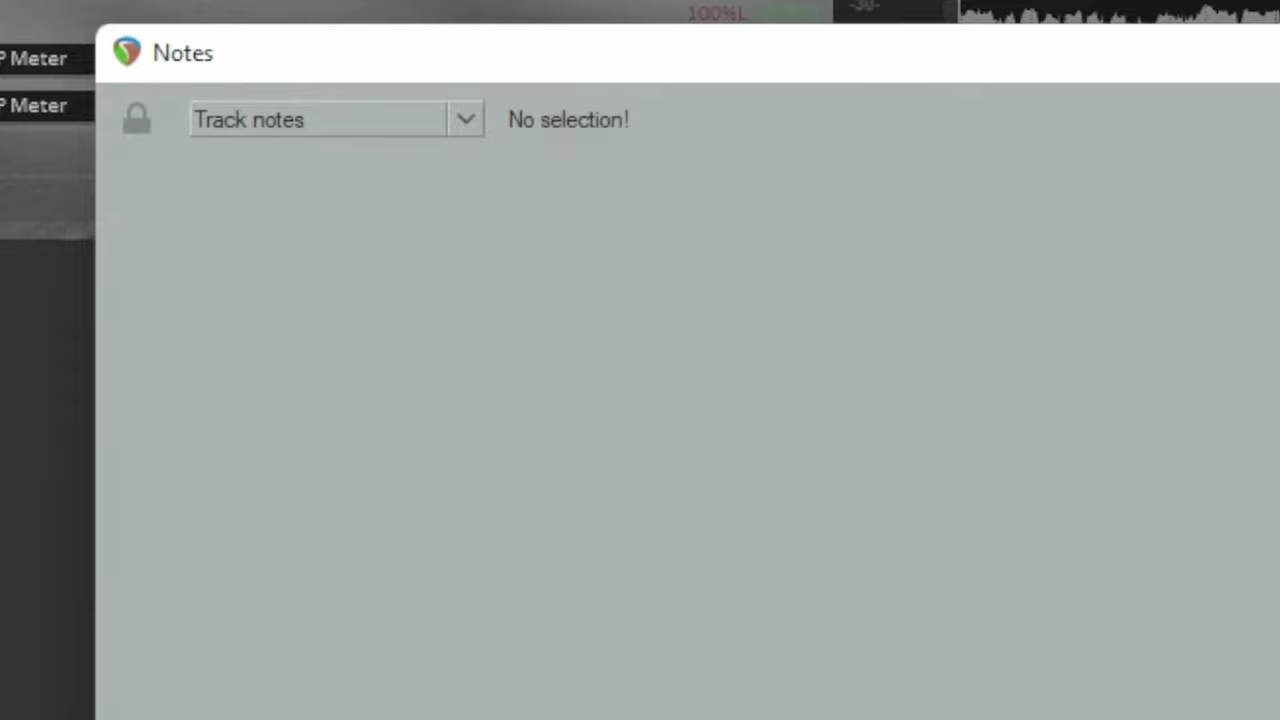 100%L
-30-
Notes
P Meter
Track notes
No selection!
P Meter